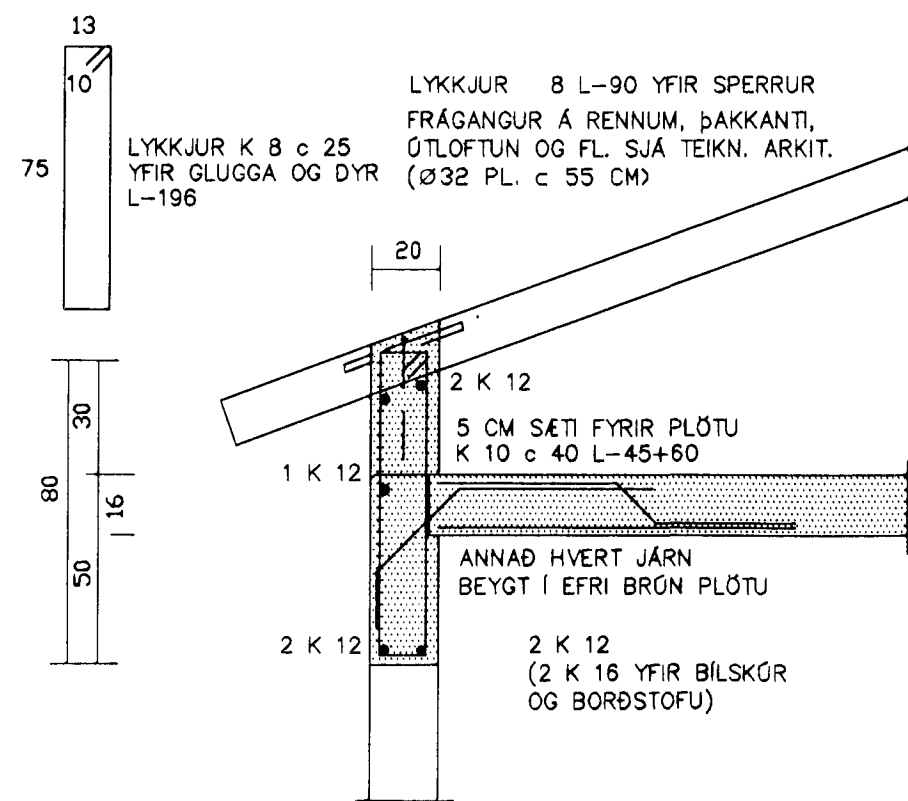 13
10
75
LYKKJUR K 8 c 25
YFIR GLUGGA OG DYR
L-196
LYKKJUR 8 L-90 YFIR SPERRUR
FRÁGANGUR Á RENNUM, ÞAKKANTI,
ÚTLOFTUN OG FL. SJÁ TEIKN. ARKIT.
(Ø32 PL. c 55 CM)
20
2 K 12
5 CM SÆTI FYRIR PLÖTU
K 10 c 40 L-45+60
1 K 12
80
30
16
50
ANNAÐ HVERT JÁRN
BEYGT Í EFRI BRÚN PLÖTU
2 K 12
2 K 12
(2 K 16 YFIR BÍLSKÚR
OG BORÐSTOFU)